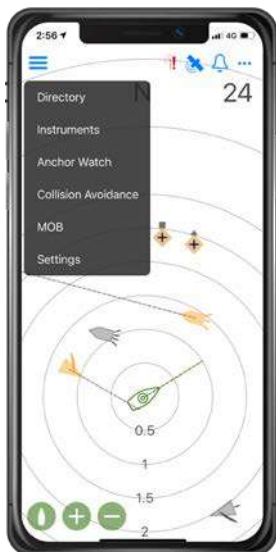 2:56
4G
!
N
24
Directory
Instruments
Anchor Watch
Collision Avoidance
MOB
Settings
0.5
1
1.5
2